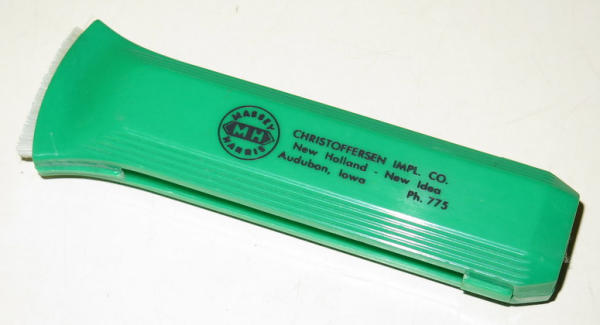 MASSEY
MH
HARRIS
CHRISTOFFERSEN IMPL. CO.
New Holland - New Idea
Audubon, Iowa Ph. 775